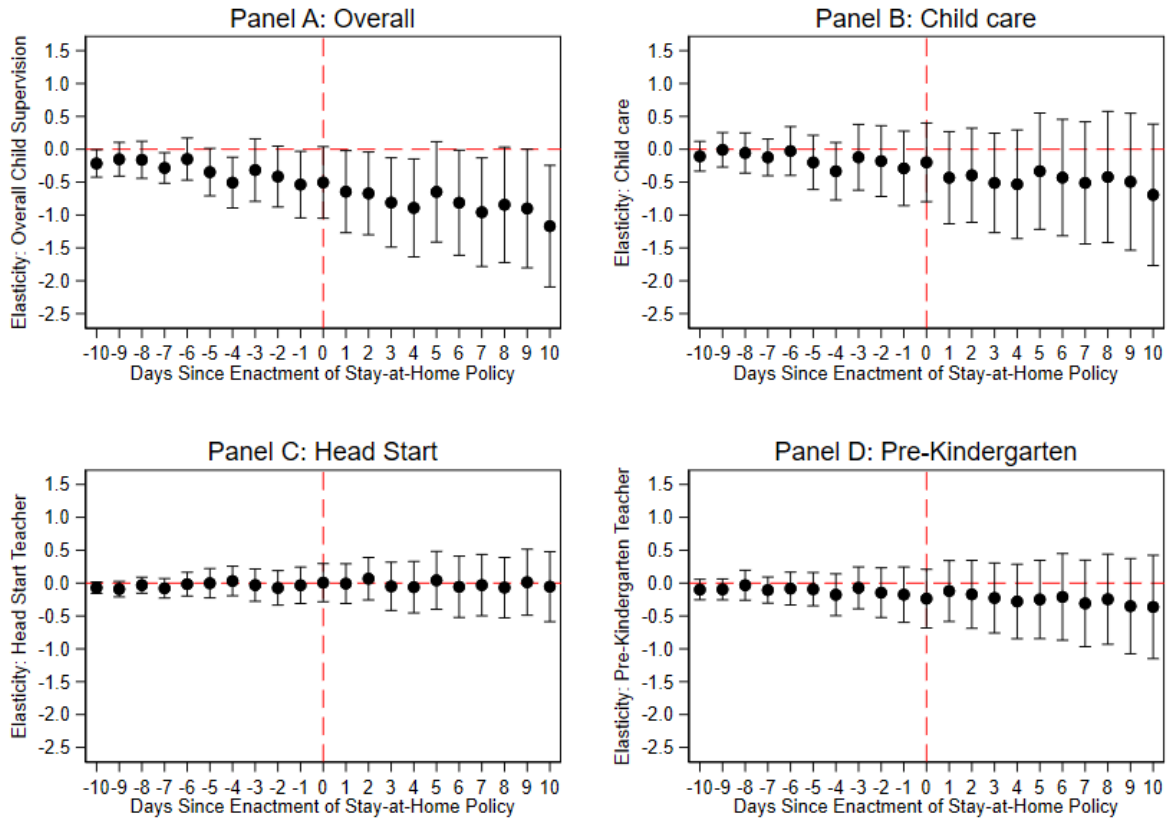 Panel A: Overall
Elasticity: Overall Child Supervision
1.5
1.0
0.5
0.0
-0.5
-1.0
-1.5
-2.0
-2.5
-10 -9 -8 -7 -6 -5 -4 -3 -2 -1 0 1 2 3 4 5 6 7 8 9 10
Days Since Enactment of Stay-at-Home Policy
Panel B: Child care
Elasticity: Child care
1.5
1.0
0.5
0.0
-0.5
-1.0
-1.5
-2.0
-2.5
-10 -9 -8 -7 -6 -5 -4 -3 -2 -1 0 1 2 3 4 5 6 7 8 9 10
Days Since Enactment of Stay-at-Home Policy
Panel C: Head Start
Elasticity: Head Start Teacher
1.5
1.0
0.5
0.0
-0.5
-1.0
-1.5
-2.0
-2.5
-10 -9 -8 -7 -6 -5 -4 -3 -2 -1 0 1 2 3 4 5 6 7 8 9 10
Days Since Enactment of Stay-at-Home Policy
Panel D: Pre-Kindergarten
Elasticity: Pre-Kindergarten Teacher
1.5
1.0
0.5
0.0
-0.5
-1.0
-1.5
-2.0
-2.5
-10 -9 -8 -7 -6 -5 -4 -3 -2 -1 0 1 2 3 4 5 6 7 8 9 10
Days Since Enactment of Stay-at-Home Policy